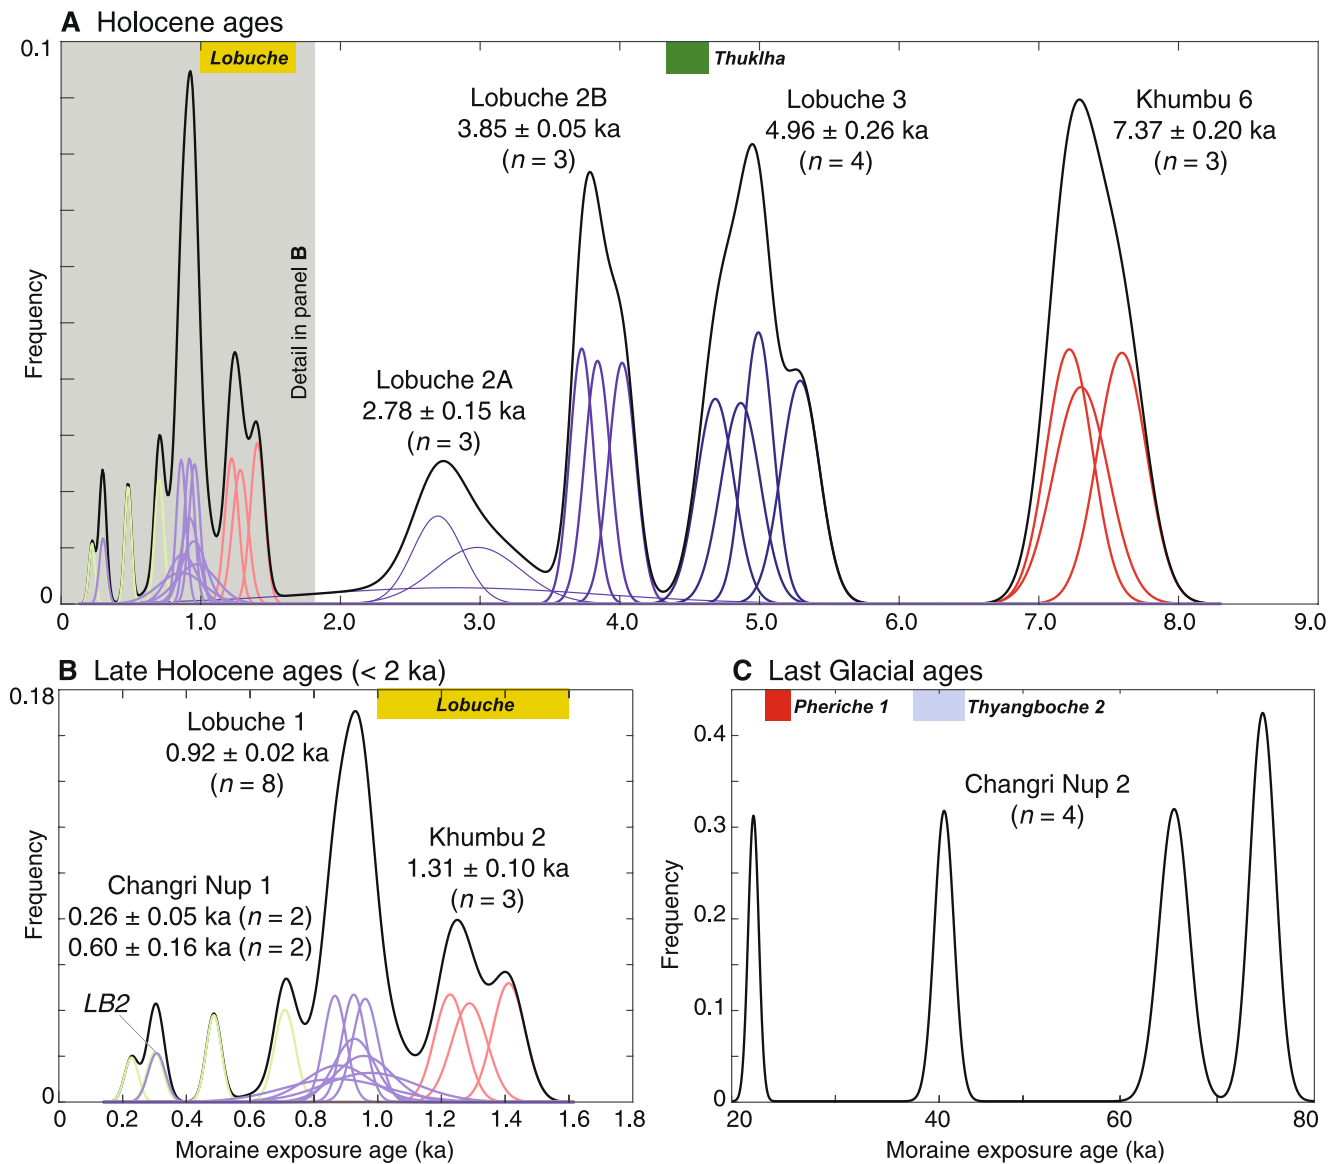 A Holocene ages
0.1
Lobuche
Thuklha
Lobuche 2B
3.85 ± 0.05 ka
(n = 3)
Lobuche 3
4.96 ± 0.26 ka
(n = 4)
Khumbu 6
7.37 ± 0.20 ka
(n = 3)
Detail in panel B
Lobuche 2A
2.78 ± 0.15 ka
(n = 3)
Frequency
0
0 1.0 2.0 3.0 4.0 5.0 6.0 7.0 8.0 9.0
B Late Holocene ages (< 2 ka)
0.18
Lobuche
Lobuche 1
0.92 ± 0.02 ka
(n = 8)
Khumbu 2
1.31 ± 0.10 ka
(n = 3)
Changri Nup 1
0.26 ± 0.05 ka (n = 2)
0.60 ± 0.16 ka (n = 2)
LB2
Frequency
0
0 0.2 0.4 0.6 0.8 1.0 1.2 1.4 1.6 1.8
Moraine exposure age (ka)
C Last Glacial ages
Pheriche 1
Thyangboche 2
Changri Nup 2
(n = 4)
0.4
0.3
0.2
0.1
0
Frequency
20 40 60 80
Moraine exposure age (ka)